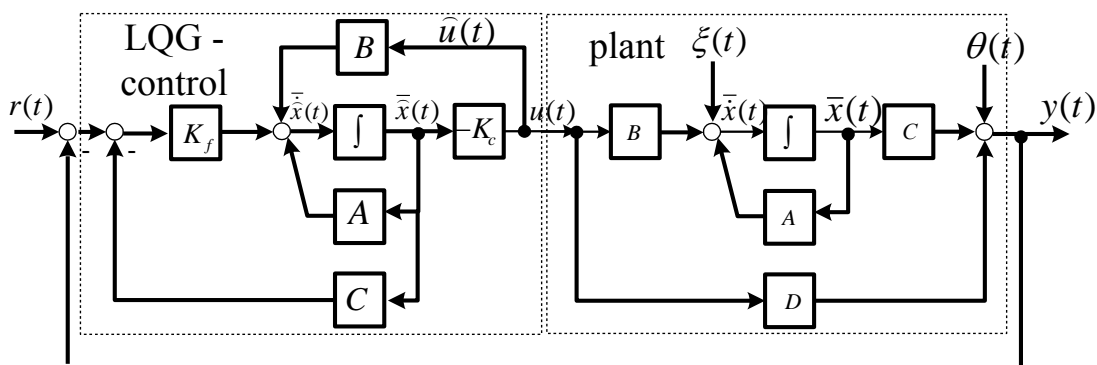 LQG -
control
B
û(t)
plant
ξ(t)
θ(t)
r(t)
-
-
K_f
x̂̄̇(t)
∫
x̂̄(t)
-K_c
u(t)
B
x̄̇(t)
∫
x̄(t)
C
y(t)
A
A
C
D